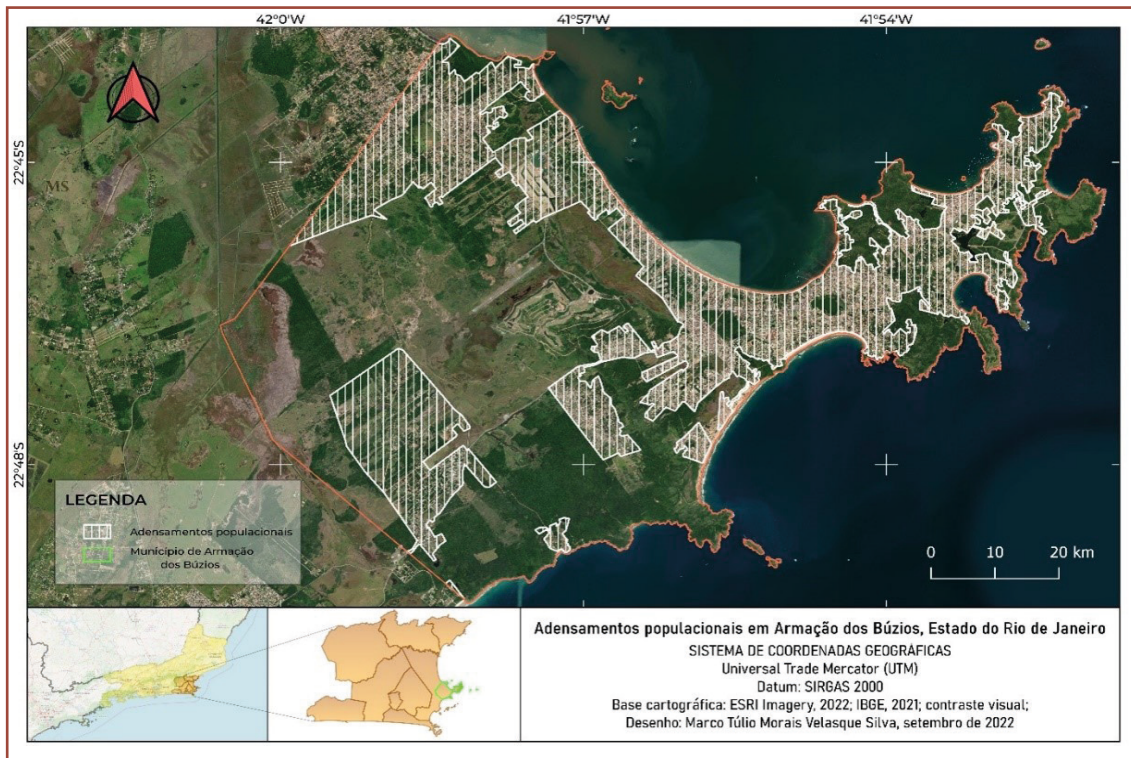 42°0'W
41°57'W
41°54'W
22°45'S
22°48'S
MS
LEGENDA
Adensamentos populacionais
Município de Armação
dos Búzios
0 10 20 km
Adensamentos populacionais em Armação dos Búzios, Estado do Rio de Janeiro
SISTEMA DE COORDENADAS GEOGRÁFICAS
Universal Trade Mercator (UTM)
Datum: SIRGAS 2000
Base cartográfica: ESRI Imagery, 2022; IBGE, 2021; contraste visual;
Desenho: Marco Túlio Morais Velasque Silva, setembro de 2022